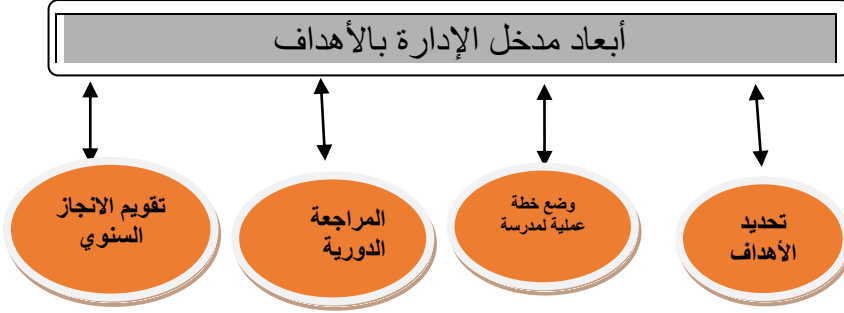 أبعاد مدخل الإدارة بالأهداف
تحديد
الأهداف
وضع خطة
عملية لمدرسة
المراجعة
الدورية
تقويم الانجاز
السنوي